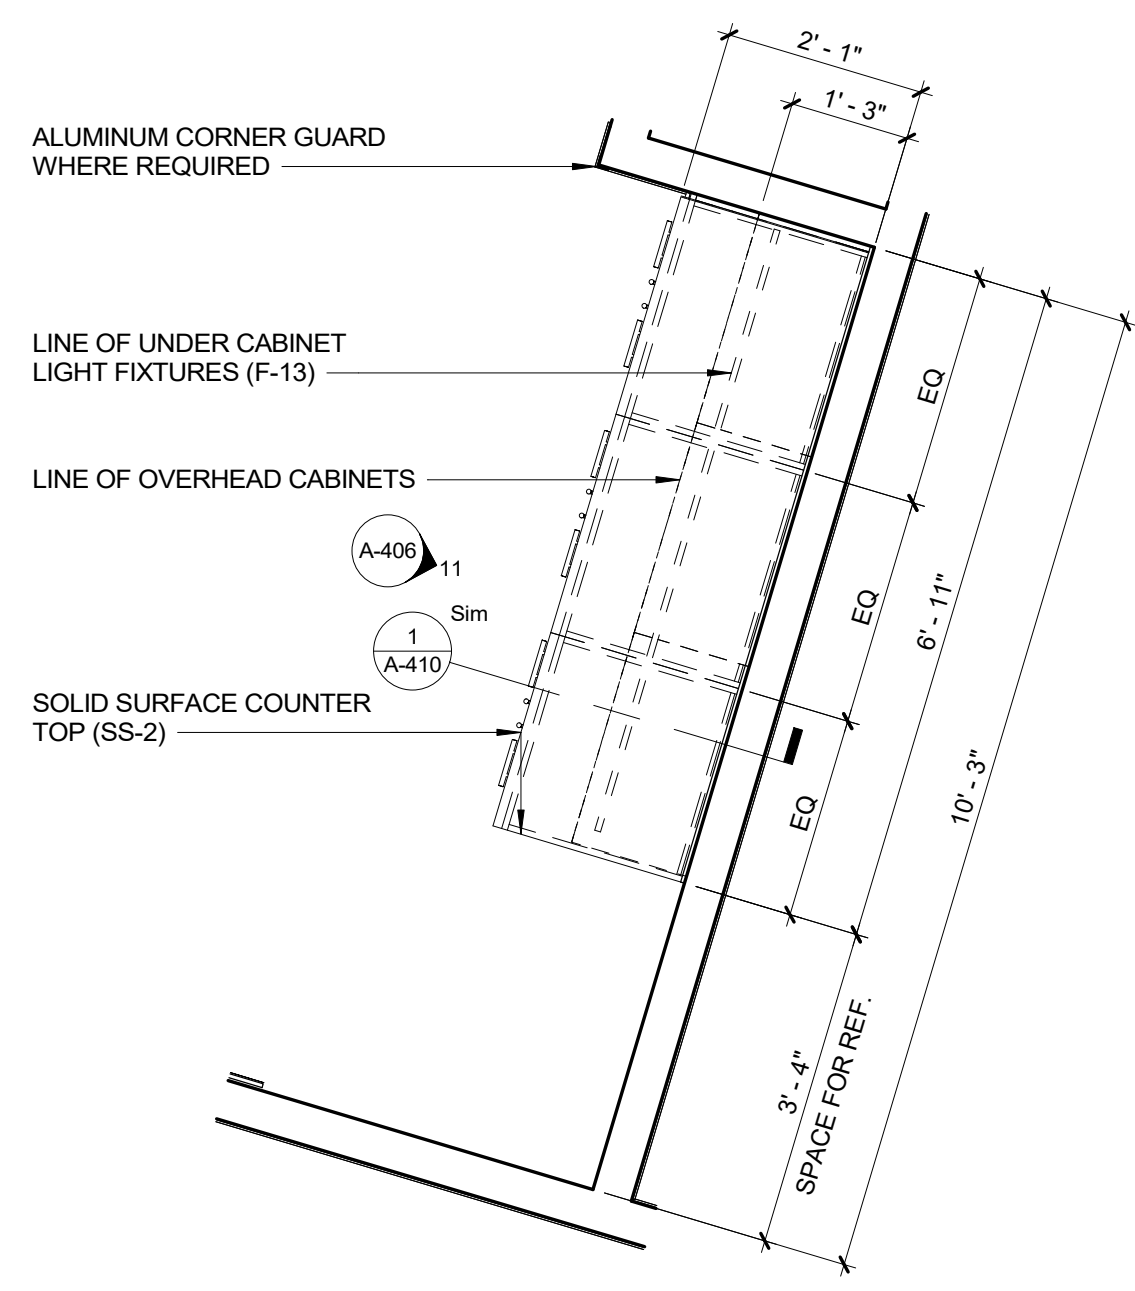 2' - 1"
1' - 3"
ALUMINUM CORNER GUARD
WHERE REQUIRED
LINE OF UNDER CABINET
LIGHT FIXTURES (F-13)
EQ
LINE OF OVERHEAD CABINETS
A-406
11
EQ
6' - 11"
Sim
1
A-410
SOLID SURFACE COUNTER
TOP (SS-2)
EQ
10' - 3"
3' - 4"
SPACE FOR REF.